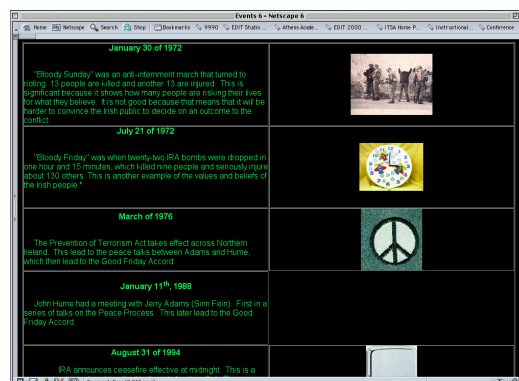 Events 6 - Netscape 6
Home Netscape Search Shop Bookmarks 9990 EDIT Studio ... Athens Acade... EDIT 2000 ... ITSA Home P... Instructional... Conference
January 30 of 1972
"Bloody Sunday" was an anti-internment march that turned to
rioting. 13 people are killed and another 13 are injured. This is
significant because it shows how many people are risking their lives
for what they believe. It is not good because that means that it will be
harder to convince the Irish public to decide on an outcome to the
conflict.
July 21 of 1972
"Bloody Friday" was when twenty-two IRA bombs were dropped in
one hour and 15 minutes, which killed nine people and seriously injure
about 130 others. This is another example of the values and beliefs of
the Irish people."
March of 1976
The Prevention of Terrorism Act takes effect across Northern
Ireland. This lead to the peace talks between Adams and Hume,
which then lead to the Good Friday Accord.
January 11th, 1988
John Hume had a meeting with Jerry Adams (Sinn Fein). First in a
series of talks on the Peace Process. This later lead to the Good
Friday Accord.
August 31 of 1994
IRA announces ceasefire effective at midnight. This is a